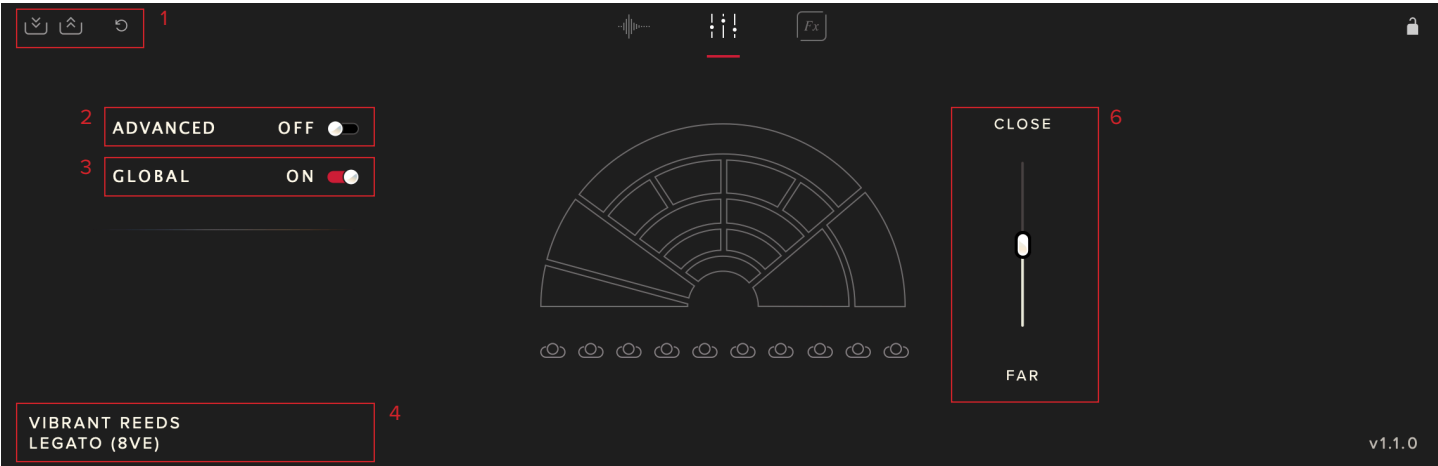 1
Fx
2
ADVANCED OFF
3
GLOBAL ON
CLOSE
6
FAR
4
VIBRANT REEDS
LEGATO (8VE)
v1.1.0